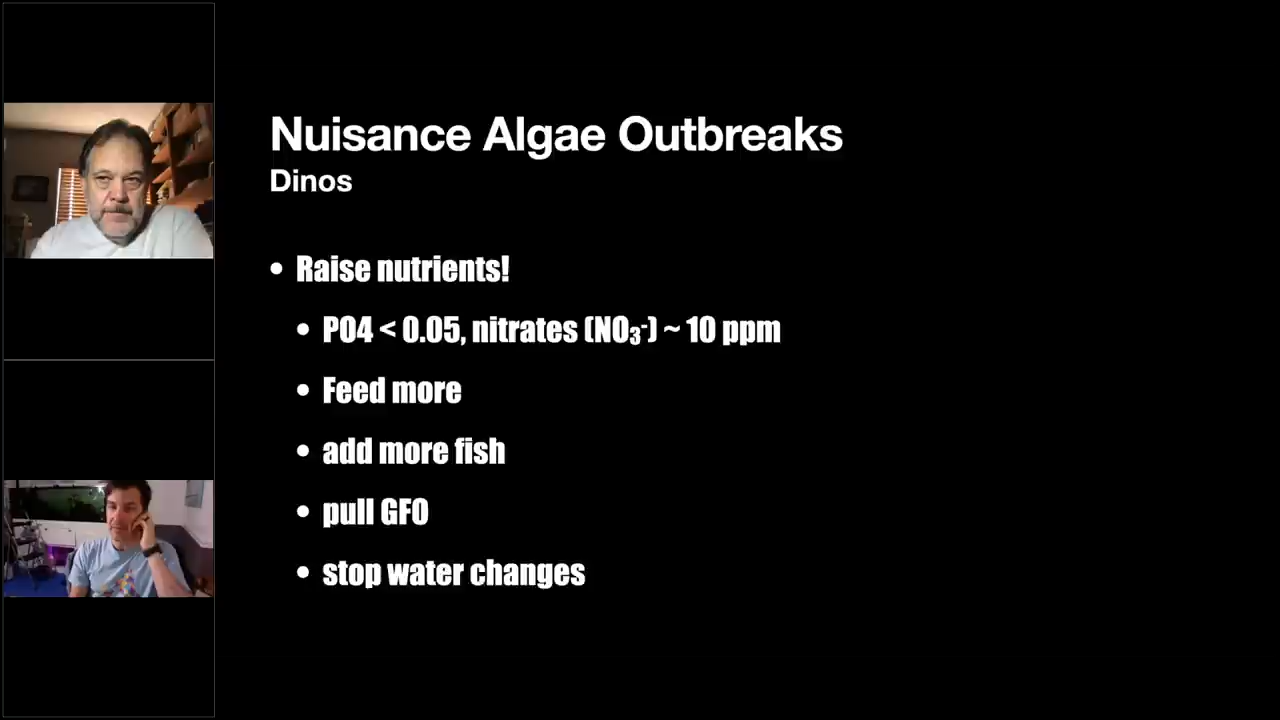 Nuisance Algae Outbreaks
Dinos
• Raise nutrients!
• PO4 < 0.05, nitrates (NO₃⁻) ~ 10 ppm
• Feed more
• add more fish
• pull GFO
• stop water changes